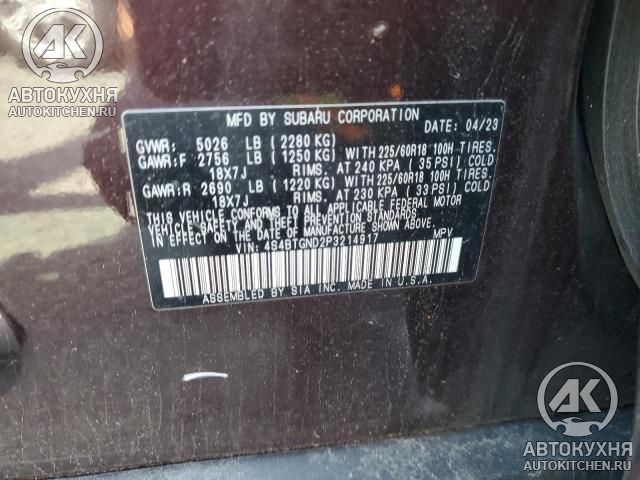 АК
АВТОКУХНЯ
AUTOKITCHEN.RU
MFD BY SUBARU CORPORATION
DATE: 04/23
GVWR: 5026 LB (2280 KG)
GAWR:F 2756 LB (1250 KG) WITH 225/60R18 100H TIRES,
18X7J RIMS, AT 240 KPA (35 PSI) COLD
GAWR:R 2690 LB (1220 KG) WITH 225/60R18 100H TIRES,
18X7J RIMS, AT 230 KPA (33 PSI) COLD
THIS VEHICLE CONFORMS TO ALL APPLICABLE FEDERAL MOTOR
VEHICLE SAFETY AND THEFT PREVENTION STANDARDS
IN EFFECT ON THE DATE OF MANUFACTURE SHOWN ABOVE.
VIN: 4S4BTGND2P3214917 MPV
ASSEMBLED BY SIA INC. MADE IN U.S.A.
АК
АВТОКУХНЯ
AUTOKITCHEN.RU